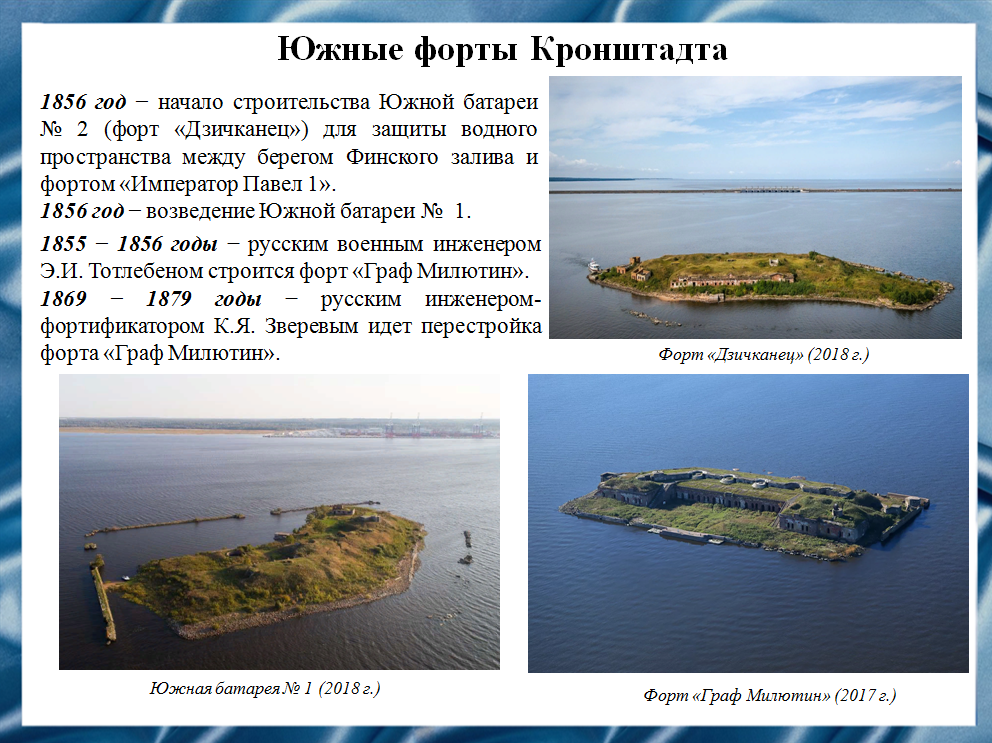 Южные форты Кронштадта
1856 год − начало строительства Южной батареи
№ 2 (форт «Дзичканец») для защиты водного
пространства между берегом Финского залива и
фортом «Император Павел 1».
1856 год − возведение Южной батареи № 1.
1855 − 1856 годы − русским военным инженером
Э.И. Тотлебеном строится форт «Граф Милютин».
1869 − 1879 годы − русским инженером-
фортификатором К.Я. Зверевым идет перестройка
форта «Граф Милютин».
Форт «Дзичканец» (2018 г.)
Южная батарея № 1 (2018 г.)
Форт «Граф Милютин» (2017 г.)